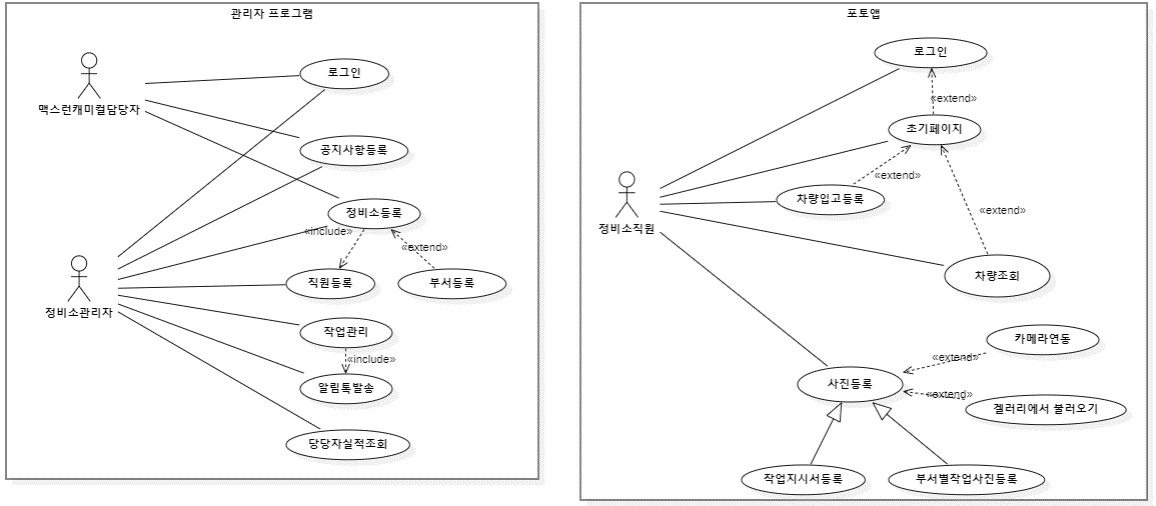 관리자 프로그램
맥스런캐미컬담당자
로그인
공지사항등록
정비소등록
«include»
«extend»
직원등록
부서등록
정비소관리자
작업관리
«include»
알림톡발송
당당자실적조회
포토앱
로그인
«extend»
초기페이지
«extend»
차량입고등록
정비소직원
«extend»
차량조회
카메라연동
«extend»
사진등록
«extend»
겔러리에서 불러오기
작업지시서등록
부서별작업사진등록